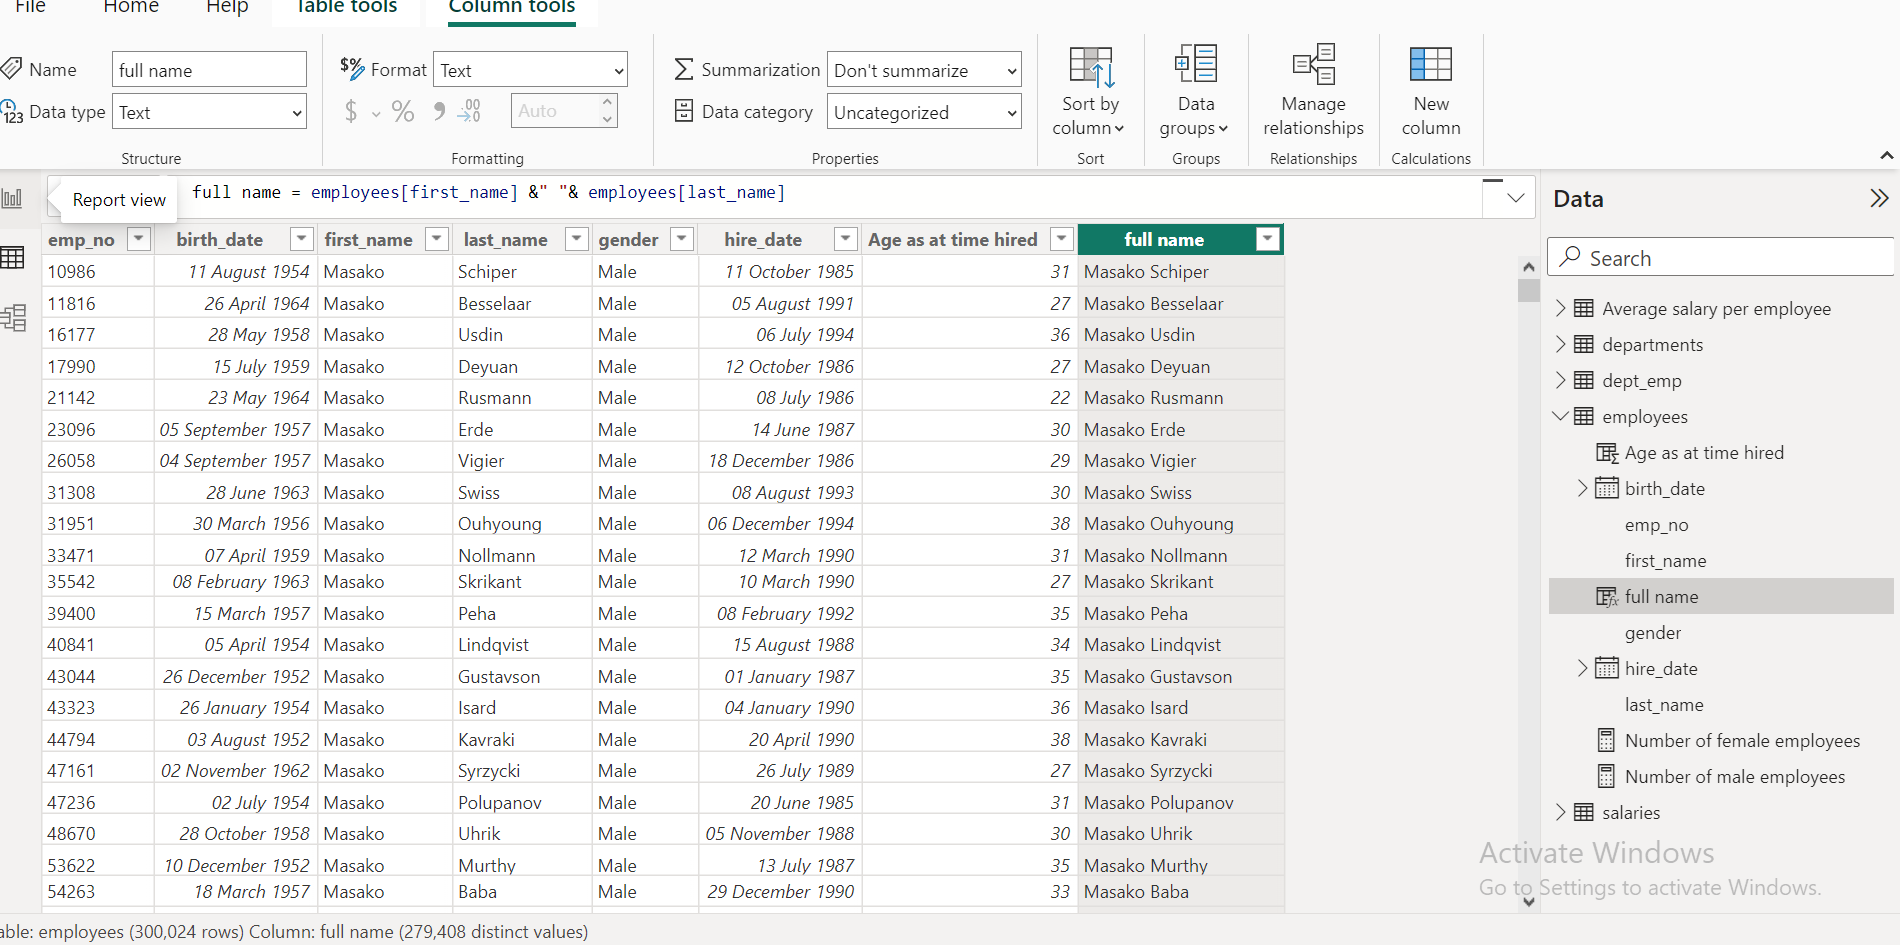 File Home Help Table tools Column tools
Name full name
Data type Text
Structure
$% Format Text
$ % 9 .00 Auto
Formatting
Summarization Don't summarize
Data category Uncategorized
Properties
Sort by
column
Sort
Data
groups
Groups
Manage
relationships
Relationships
New
column
Calculations
Report view
full name = employees[first_name] &" "& employees[last_name]
emp_no birth_date first_name last_name gender hire_date Age as at time hired full name
10986 11 August 1954 Masako Schiper Male 11 October 1985 31 Masako Schiper
11816 26 April 1964 Masako Besselaar Male 05 August 1991 27 Masako Besselaar
16177 28 May 1958 Masako Usdin Male 06 July 1994 36 Masako Usdin
17990 15 July 1959 Masako Deyuan Male 12 October 1986 27 Masako Deyuan
21142 23 May 1964 Masako Rusmann Male 08 July 1986 22 Masako Rusmann
23096 05 September 1957 Masako Erde Male 14 June 1987 30 Masako Erde
26058 04 September 1957 Masako Vigier Male 18 December 1986 29 Masako Vigier
31308 28 June 1963 Masako Swiss Male 08 August 1993 30 Masako Swiss
31951 30 March 1956 Masako Ouhyoung Male 06 December 1994 38 Masako Ouhyoung
33471 07 April 1959 Masako Nollmann Male 12 March 1990 31 Masako Nollmann
35542 08 February 1963 Masako Skrikant Male 10 March 1990 27 Masako Skrikant
39400 15 March 1957 Masako Peha Male 08 February 1992 35 Masako Peha
40841 05 April 1954 Masako Lindqvist Male 15 August 1988 34 Masako Lindqvist
43044 26 December 1952 Masako Gustavson Male 01 January 1987 35 Masako Gustavson
43323 26 January 1954 Masako Isard Male 04 January 1990 36 Masako Isard
44794 03 August 1952 Masako Kavraki Male 20 April 1990 38 Masako Kavraki
47161 02 November 1962 Masako Syrzycki Male 26 July 1989 27 Masako Syrzycki
47236 02 July 1954 Masako Polupanov Male 20 June 1985 31 Masako Polupanov
48670 28 October 1958 Masako Uhrik Male 05 November 1988 30 Masako Uhrik
53622 10 December 1952 Masako Murthy Male 13 July 1987 35 Masako Murthy
54263 18 March 1957 Masako Baba Male 29 December 1990 33 Masako Baba
Data
Search
Average salary per employee
departments
dept_emp
employees
Age as at time hired
birth_date
emp_no
first_name
full name
gender
hire_date
last_name
Number of female employees
Number of male employees
salaries
Activate Windows
Go to Settings to activate Windows.
able: employees (300,024 rows) Column: full name (279,408 distinct values)